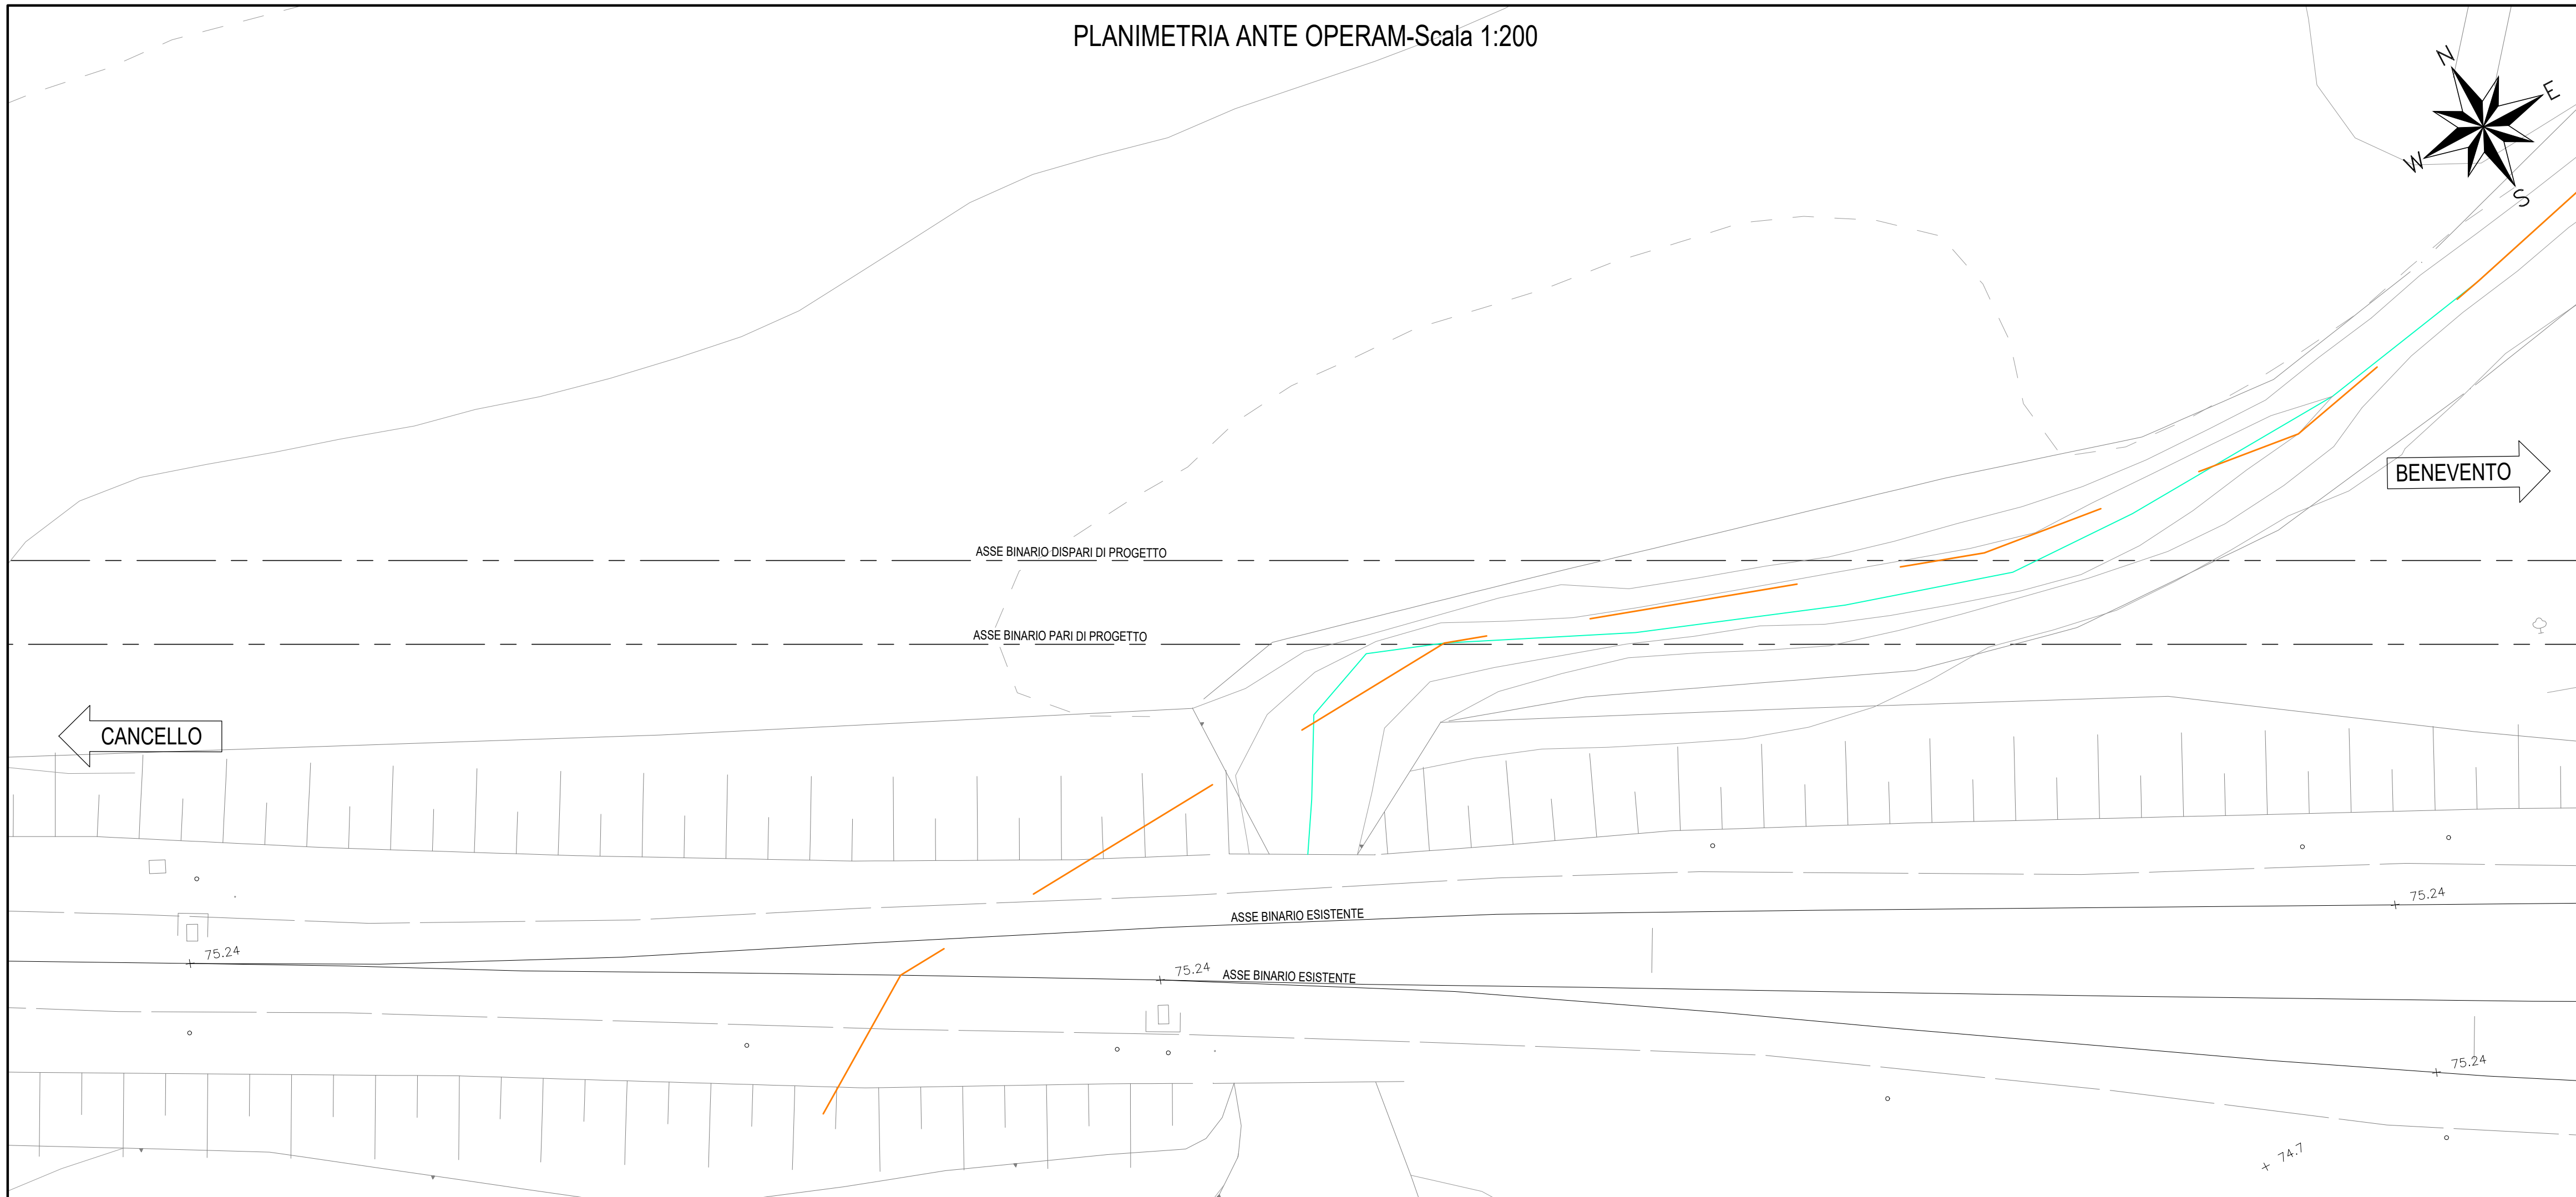 PLANIMETRIA ANTE OPERAM-Scala 1:200
N
E
W
S
BENEVENTO
ASSE BINARIO DISPARI DI PROGETTO
ASSE BINARIO PARI DI PROGETTO
CANCELLO
75.24
ASSE BINARIO ESISTENTE
75.24
75.24
ASSE BINARIO ESISTENTE
75.24
74.7